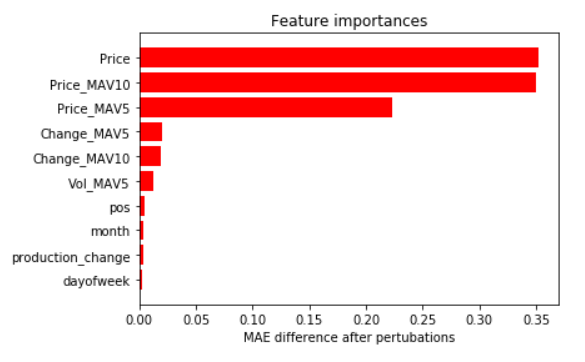 Feature importances
Price
Price_MAV10
Price_MAV5
Change_MAV5
Change_MAV10
Vol_MAV5
pos
month
production_change
dayofweek
0.00 0.05 0.10 0.15 0.20 0.25 0.30 0.35
MAE difference after pertubations